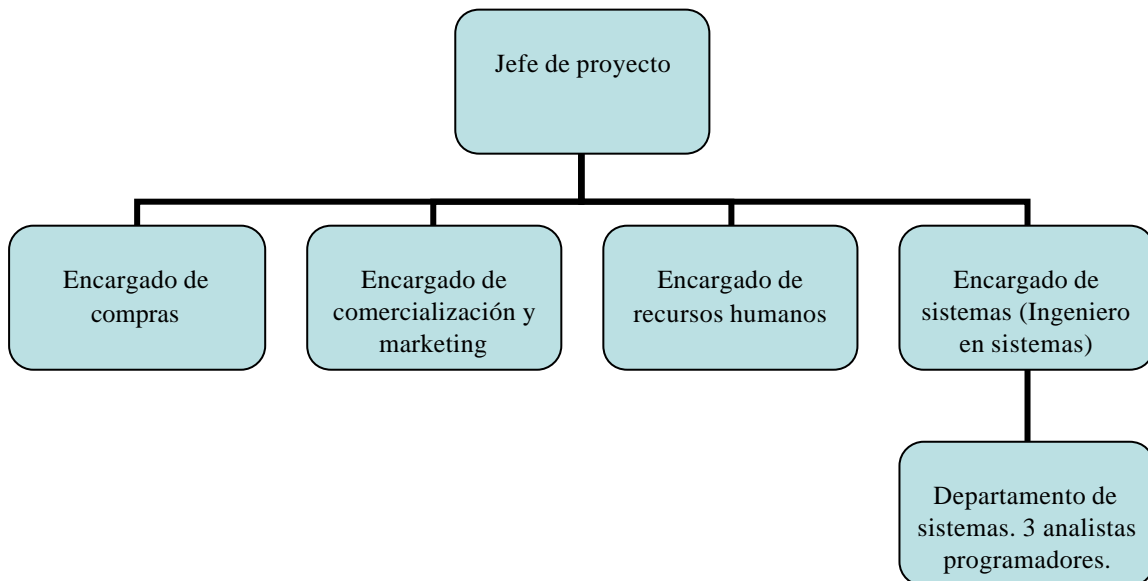 Jefe de proyecto
Encargado de
compras
Encargado de
comercialización y
marketing
Encargado de
recursos humanos
Encargado de
sistemas (Ingeniero
en sistemas)
Departamento de
sistemas. 3 analistas
programadores.